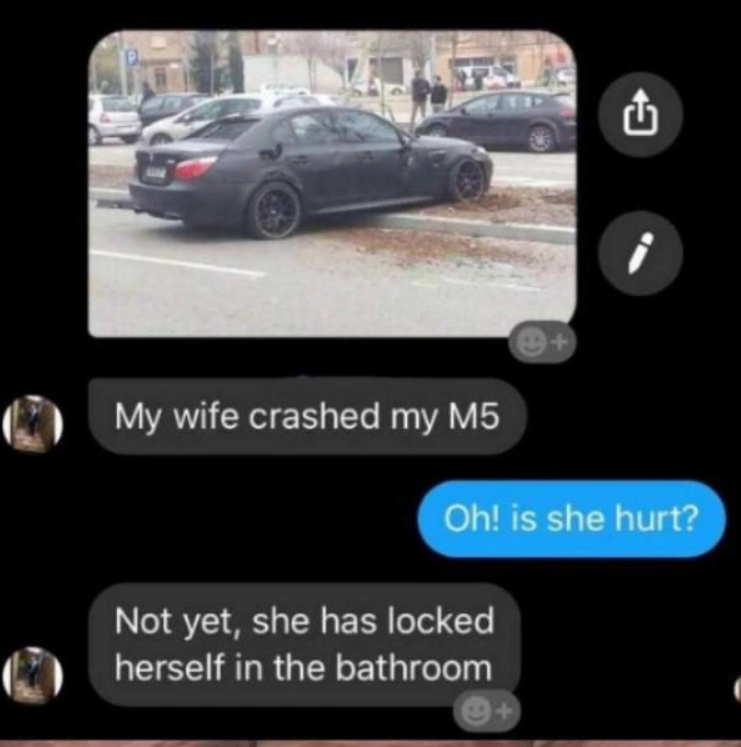 P
My wife crashed my M5
Oh! is she hurt?
Not yet, she has locked
herself in the bathroom